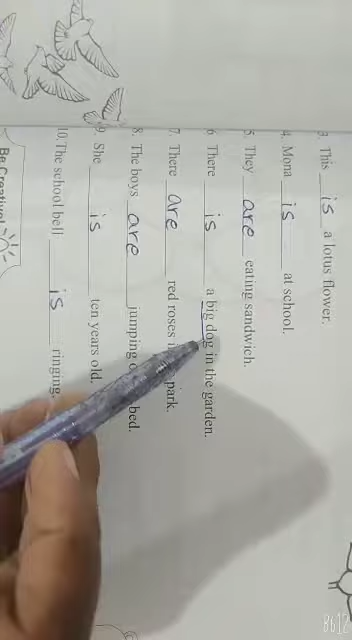 3. This is a lotus flower.
4. Mona is at school.
5. They are eating sandwich.
6 There is a big dog in the garden.
7. There are red roses park.
8. The boys are jumping bed.
9. She is ten years old.
10. The school bell is ringing.
Be Creative!